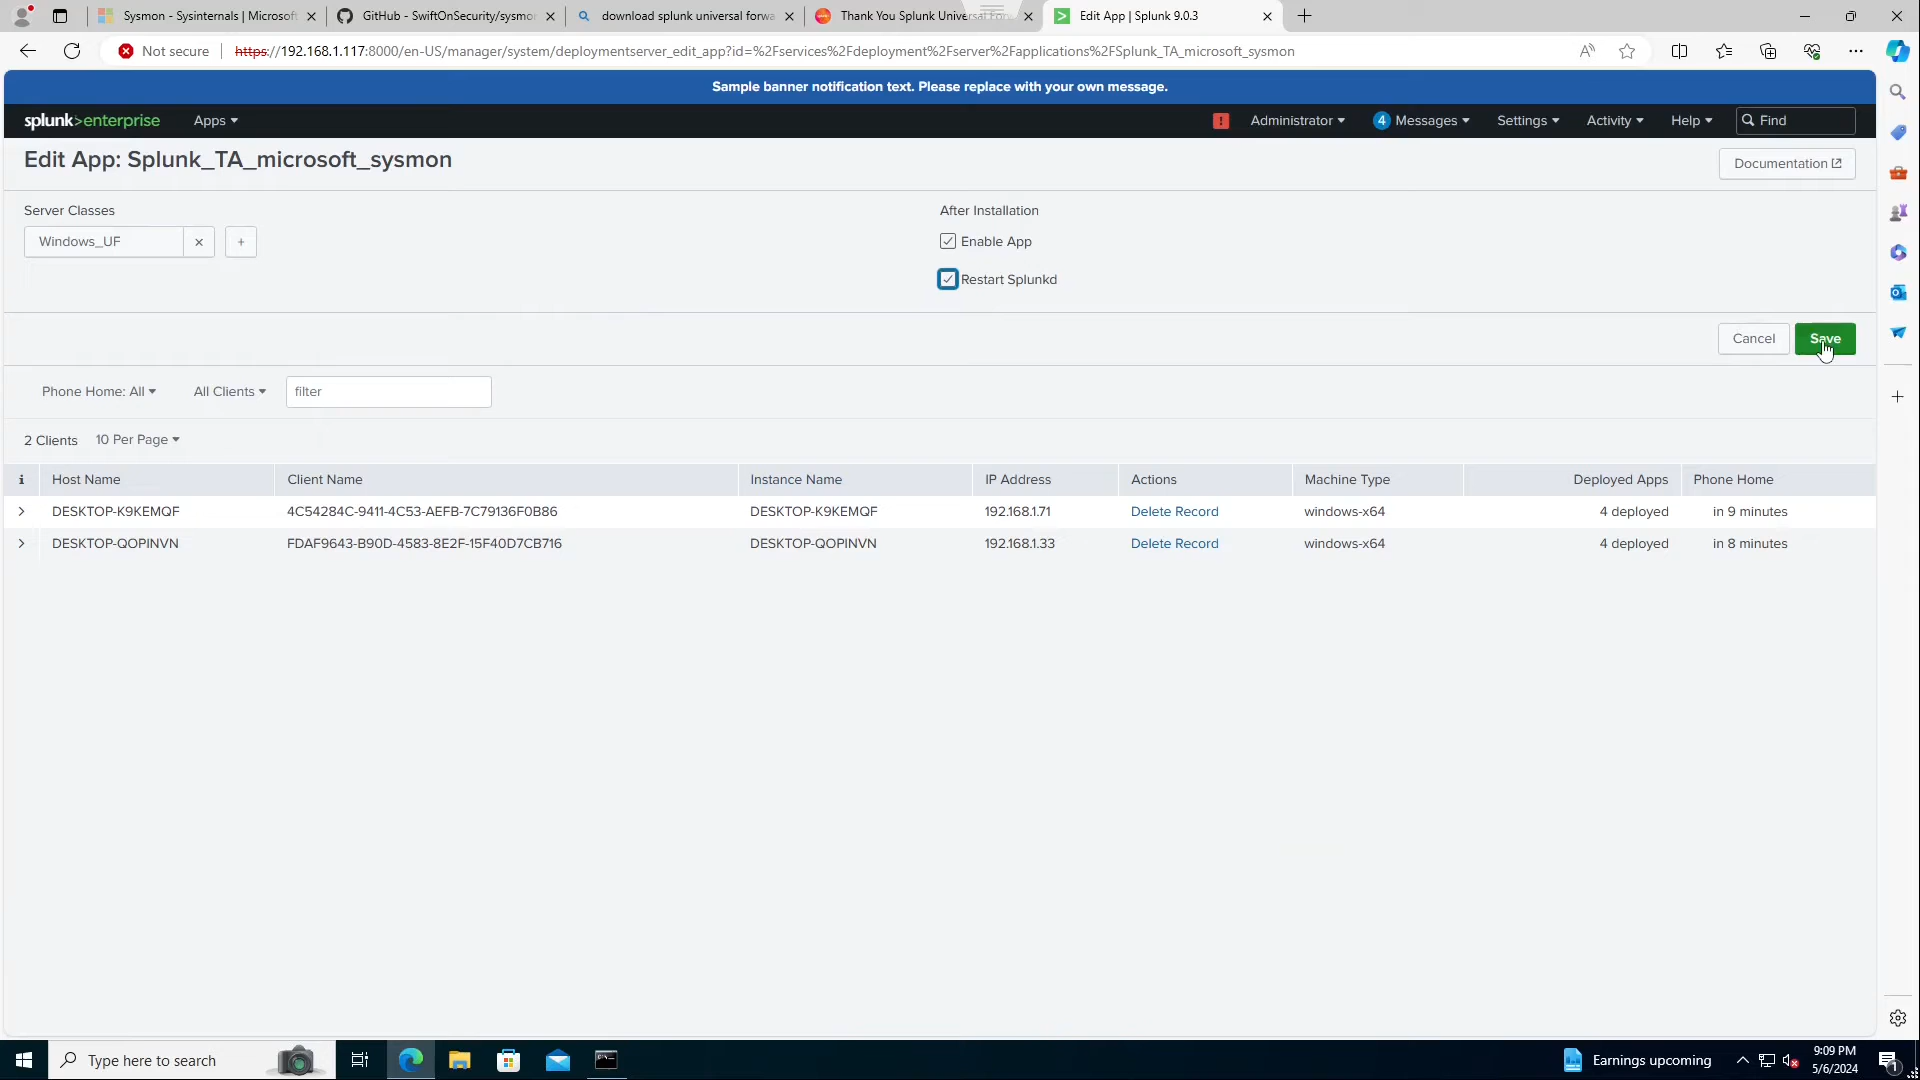 Sysmon - Sysinternals | Microsoft
GitHub - SwiftOnSecurity/sysmon
download splunk universal forwa
Thank You Splunk Universal For
Edit App | Splunk 9.0.3
Not secure
https://192.168.1.117:8000/en-US/manager/system/deploymentserver_edit_app?id=%2Fservices%2Fdeployment%2Fserver%2Fapplications%2FSplunk_TA_microsoft_sysmon
Sample banner notification text. Please replace with your own message.
splunk>enterprise Apps
! Administrator 4 Messages Settings Activity Help Find
Edit App: Splunk_TA_microsoft_sysmon
Documentation
Server Classes
Windows_UF
After Installation
Enable App
Restart Splunkd
Cancel Save
Phone Home: All All Clients filter
2 Clients 10 Per Page
i Host Name Client Name Instance Name IP Address Actions Machine Type Deployed Apps Phone Home
DESKTOP-K9KEMQF 4C54284C-9411-4C53-AEFB-7C79136F0B86 DESKTOP-K9KEMQF 192.168.1.71 Delete Record windows-x64 4 deployed in 9 minutes
DESKTOP-QOPINVN FDAF9643-B90D-4583-8E2F-15F40D7CB716 DESKTOP-QOPINVN 192.168.1.33 Delete Record windows-x64 4 deployed in 8 minutes
Type here to search
Earnings upcoming
9:09 PM
5/6/2024
1